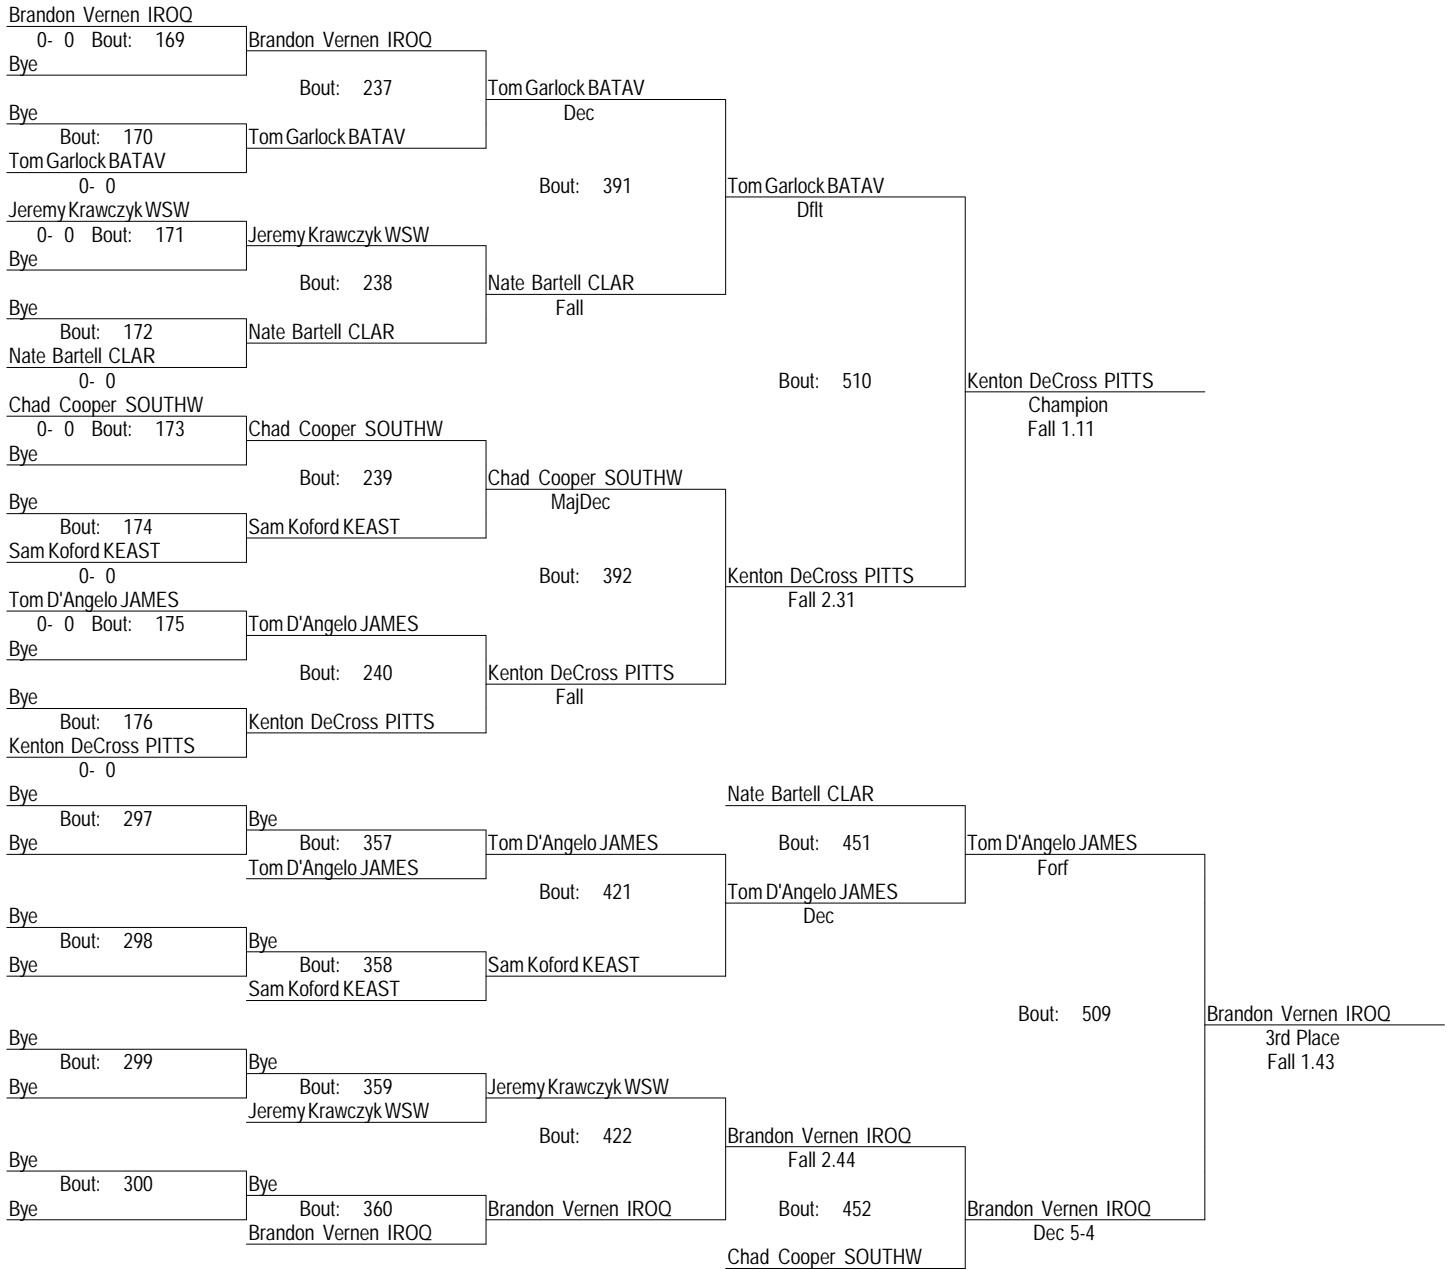 Brandon Vernen IROQ
0- 0 Bout: 169 Brandon Vernen IROQ
Bye
Bout: 237 Tom Garlock BATAV
Bye Dec
Bout: 170 Tom Garlock BATAV
Tom Garlock BATAV
0- 0 Bout: 391 Tom Garlock BATAV
Jeremy Krawczyk WSW Dflt
0- 0 Bout: 171 Jeremy Krawczyk WSW
Bye
Bout: 238 Nate Bartell CLAR
Bye Fall
Bout: 172 Nate Bartell CLAR
Nate Bartell CLAR
0- 0 Bout: 510 Kenton DeCross PITTS
Chad Cooper SOUTHW Champion
0- 0 Bout: 173 Chad Cooper SOUTHW Fall 1.11
Bye
Bout: 239 Chad Cooper SOUTHW
Bye MajDec
Bout: 174 Sam Koford KEAST
Sam Koford KEAST
0- 0 Bout: 392 Kenton DeCross PITTS
Tom D'Angelo JAMES Fall 2.31
0- 0 Bout: 175 Tom D'Angelo JAMES
Bye
Bout: 240 Kenton DeCross PITTS
Bye Fall
Bout: 176 Kenton DeCross PITTS
Kenton DeCross PITTS
0- 0
Bye Nate Bartell CLAR
Bout: 297 Bye
Bye Bout: 357 Tom D'Angelo JAMES Bout: 451 Tom D'Angelo JAMES
Tom D'Angelo JAMES Forf
Bout: 421 Tom D'Angelo JAMES
Bye Dec
Bout: 298 Bye
Bye Bout: 358 Sam Koford KEAST
Sam Koford KEAST
Bout: 509 Brandon Vernen IROQ
Bye 3rd Place
Bout: 299 Bye Fall 1.43
Bye Bout: 359 Jeremy Krawczyk WSW
Jeremy Krawczyk WSW
Bout: 422 Brandon Vernen IROQ
Bye Fall 2.44
Bout: 300 Bye
Bye Bout: 360 Brandon Vernen IROQ Bout: 452 Brandon Vernen IROQ
Brandon Vernen IROQ Dec 5-4
Chad Cooper SOUTHW